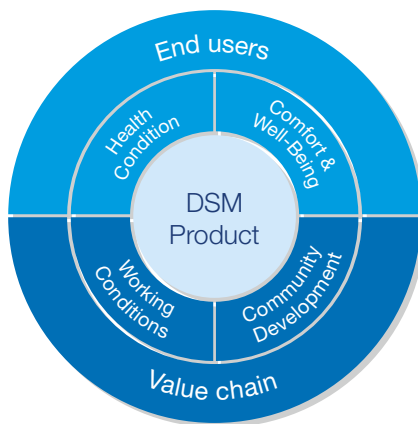 End users
Health
Condition
Comfort &
Well-Being
DSM
Product
Working
Conditions
Community
Development
Value chain